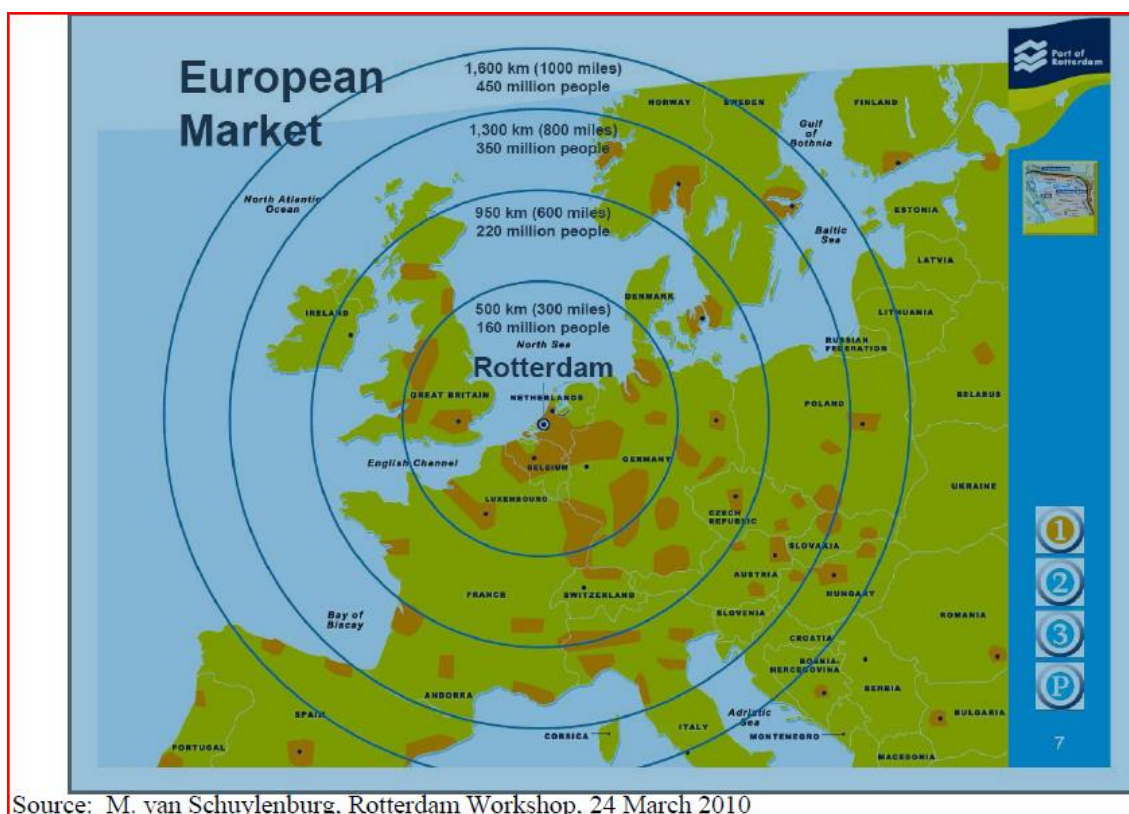 European
Market
1,600 km (1000 miles)
450 million people
1,300 km (800 miles)
350 million people
950 km (600 miles)
220 million people
500 km (300 miles)
160 million people
North Sea
Rotterdam
Port of
Rotterdam
NORWAY
SWEDEN
FINLAND
Gulf
of
Bothnia
North Atlantic
Ocean
ESTONIA
Baltic
Sea
LATVIA
DENMARK
IRELAND
LITHUANIA
RUSSIAN
FEDERATION
GREAT BRITAIN
NETHERLANDS
POLAND
BELARUS
English Channel
BELGIUM
GERMANY
LUXEMBOURG
UKRAINE
CZECH
REPUBLIC
SLOVAKIA
AUSTRIA
FRANCE
SWITZERLAND
HUNGARY
SLOVENIA
ROMANIA
Bay of
Biscay
CROATIA
BOSNIA-
HERCEGOVINA
SERBIA
ANDORRA
SPAIN
Adriatic
Sea
BULGARIA
CORSICA
ITALY
MONTENEGRO
PORTUGAL
MACEDONIA
1
2
3
P
7
Source: M. van Schuylenburg, Rotterdam Workshop, 24 March 2010